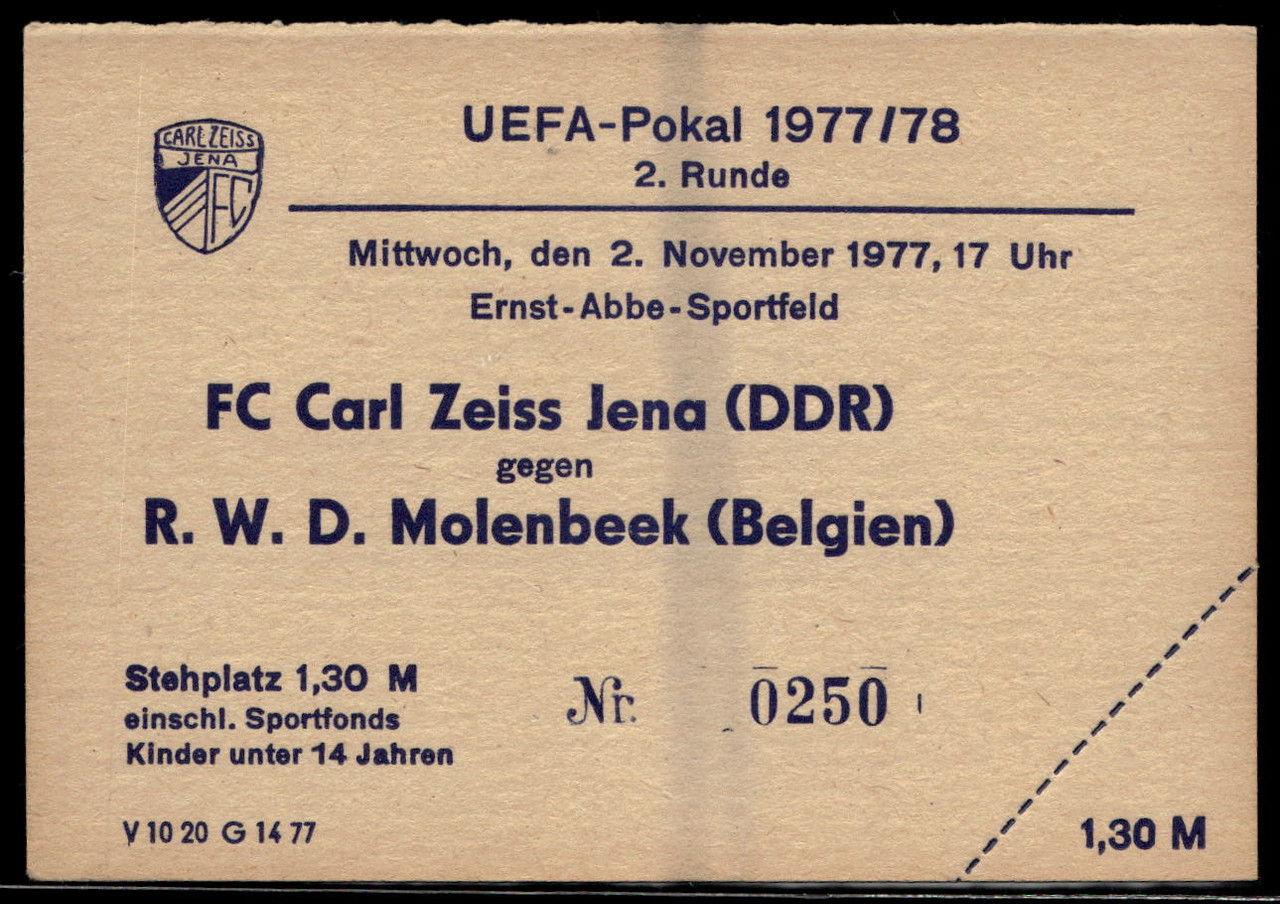 CARL ZEISS
JENA
FC
UEFA-Pokal 1977/78
2. Runde
Mittwoch, den 2. November 1977, 17 Uhr
Ernst-Abbe-Sportfeld
FC Carl Zeiss Jena (DDR)
gegen
R. W. D. Molenbeek (Belgien)
Stehplatz 1,30 M
einschl. Sportfonds
Kinder unter 14 Jahren
Nr. 0250
V 10 20 G 14 77
1,30 M